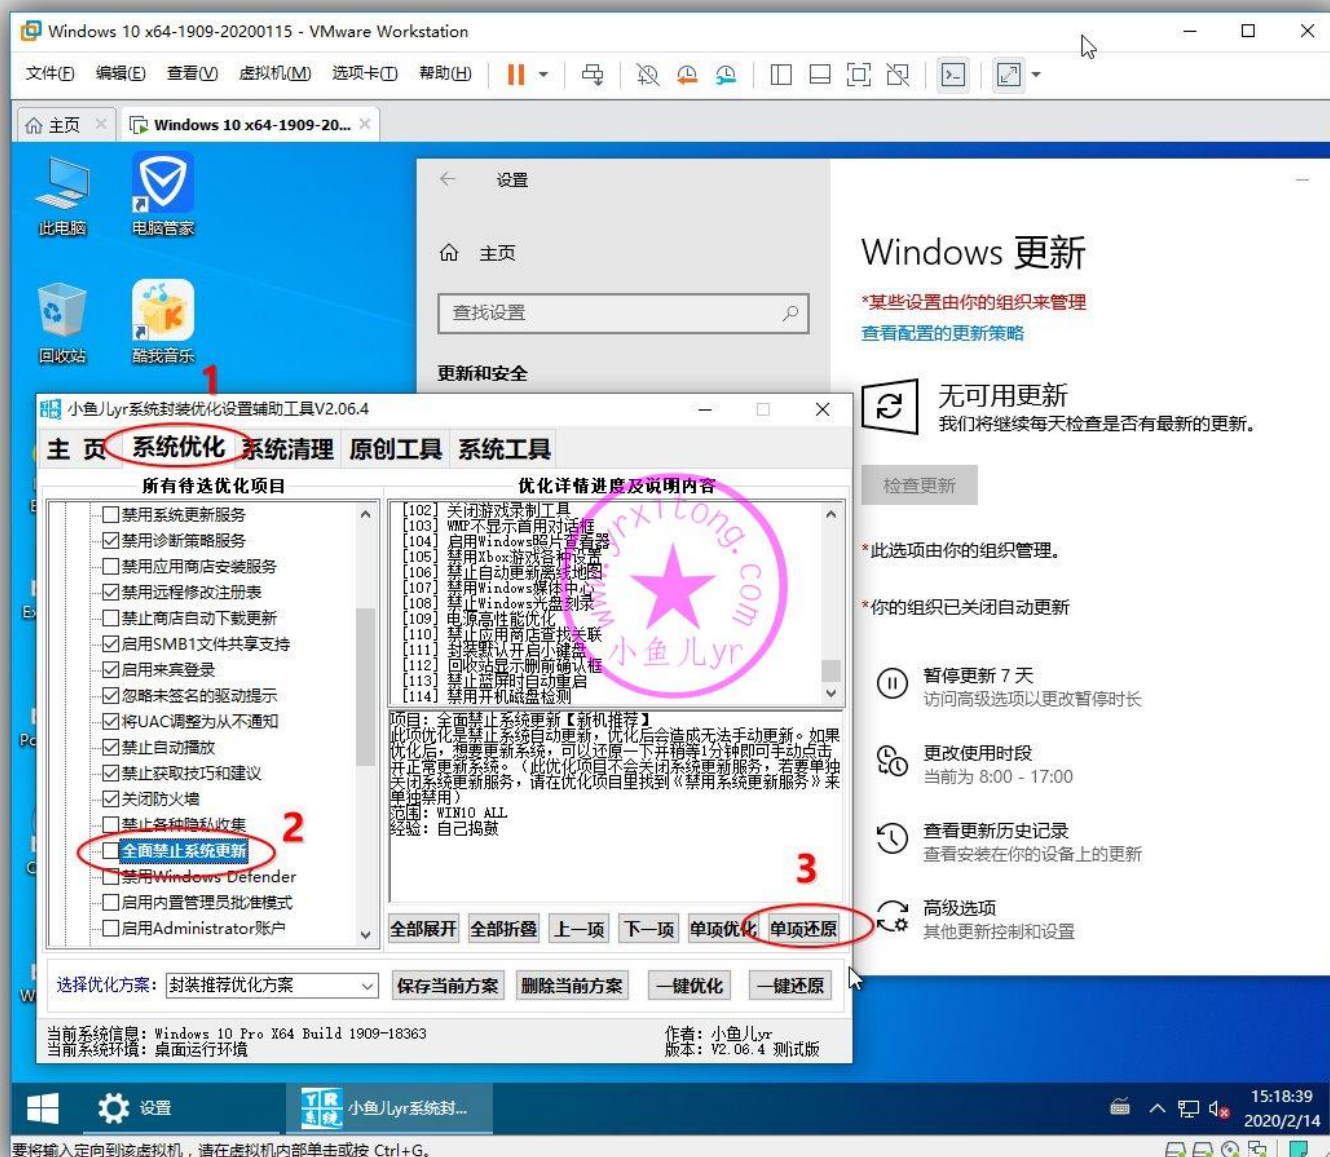 Windows 10 x64-1909-20200115 - VMware Workstation
文件(F) 编辑(E) 查看(V) 虚拟机(M) 选项卡(T) 帮助(H)
主页
Windows 10 x64-1909-20...
此电脑
电脑管家
回收站
酷我音乐
设置
主页
查找设置
更新和安全
Windows 更新
*某些设置由你的组织来管理
查看配置的更新策略
无可用更新
我们将继续每天检查是否有最新的更新。
检查更新
*此选项由你的组织管理。
*你的组织已关闭自动更新
暂停更新 7 天
访问高级选项以更改暂停时长
更改使用时段
当前为 8:00 - 17:00
查看更新历史记录
查看安装在你的设备上的更新
高级选项
其他更新控制和设置
1
小鱼儿yr系统封装优化设置辅助工具V2.06.4
主 页 系统优化 系统清理 原创工具 系统工具
所有待选优化项目
禁用系统更新服务
禁用诊断策略服务
禁用应用商店安装服务
禁用远程修改注册表
禁止商店自动下载更新
启用SMB1文件共享支持
启用来宾登录
忽略未签名的驱动提示
将UAC调整为从不通知
禁止自动播放
禁止获取技巧和建议
关闭防火墙
禁止各种隐私收集
2
全面禁止系统更新
禁用Windows Defender
启用内置管理员批准模式
启用Administrator账户
优化详情进度及说明内容
[102] 关闭游戏录制工具
[103] WMP不显示首用对话框
[104] 启用Windows照片查看器
[105] 禁用Xbox游戏各种设置
[106] 禁止自动更新离线地图
[107] 禁用Windows媒体中心
[108] 禁止Windows光盘刻录
[109] 电源高性能优化
[110] 禁止应用商店查找关联
[111] 封装默认开启小键盘
[112] 回收站显示删前确认框
[113] 禁止蓝屏时自动重启
[114] 禁用开机磁盘检测
www.yrxitong.com
小鱼儿yr
项目：全面禁止系统更新【新机推荐】
此项优化是禁止系统自动更新，优化后会造成无法手动更新。如果
优化后，想要更新系统，可以还原一下并稍等1分钟即可手动点击
开正常更新系统。（此优化项目不会关闭系统更新服务，若要单独
关闭系统更新服务，请在优化项目里找到《禁用系统更新服务》来
单独禁用）
范围：WIN10 ALL
经验：自己捣鼓
3
全部展开 全部折叠 上一项 下一项 单项优化 单项还原
选择优化方案： 封装推荐优化方案 保存当前方案 删除当前方案 一键优化 一键还原
当前系统信息：Windows 10 Pro X64 Build 1909-18363
当前系统环境：桌面运行环境
作者：小鱼儿yr
版本：V2.06.4 测试版
设置
YR系统
小鱼儿yr系统封...
15:18:39
2020/2/14
要将输入定向到该虚拟机，请在虚拟机内部单击或按 Ctrl+G。